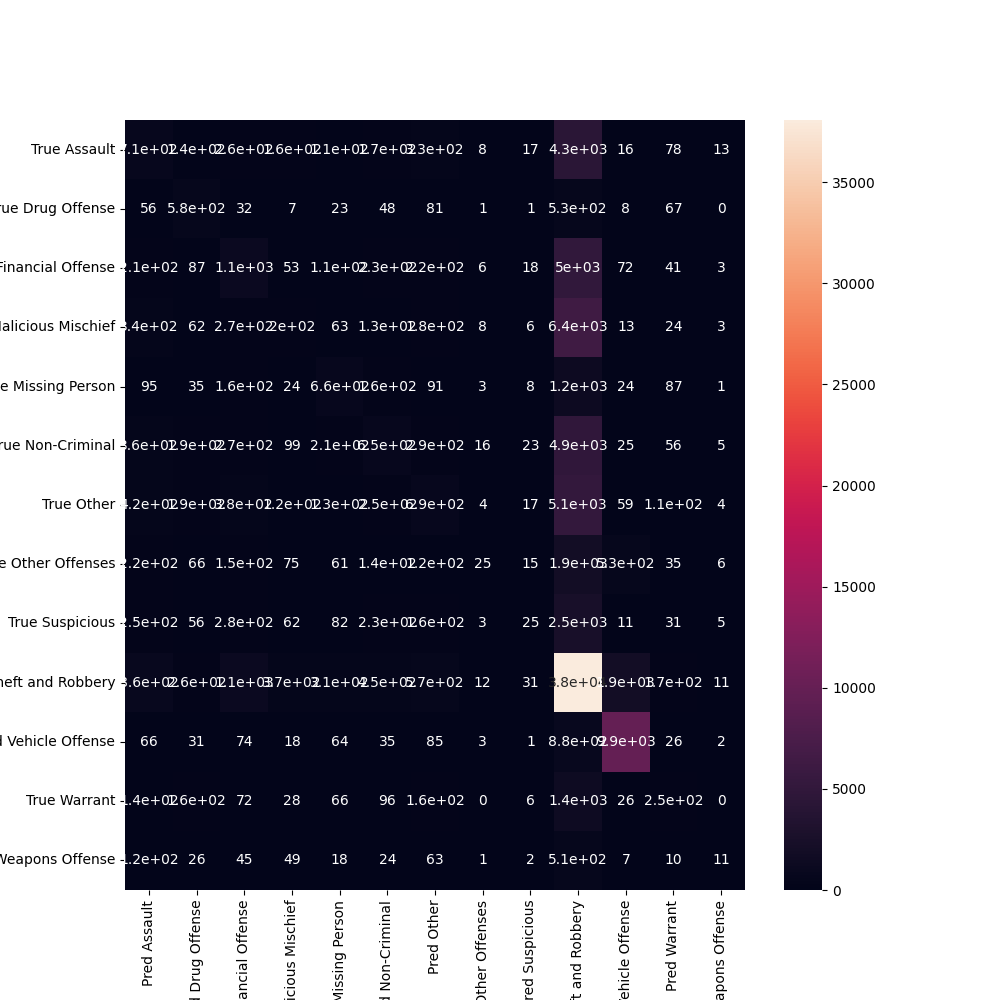 True Assault 8 17 4.3e+03 16 78 13
rue Drug Offense 56 5.8e+02 32 7 23 48 81 1 1 5.3e+02 8 67 0
Financial Offense 87 1.1e+03 53 6 18 5e+03 72 41 3
alicious Mischief 62 63 8 6 6.4e+03 13 24 3
e Missing Person 95 35 1.6e+02 24 91 3 8 1.2e+03 24 87 1
rue Non-Criminal 99 16 23 4.9e+03 25 56 5
True Other 4 17 5.1e+03 59 1.1e+02 4
e Other Offenses 66 1.5e+02 75 61 25 15 35 6
True Suspicious 56 2.8e+02 62 82 3 25 2.5e+03 11 31 5
heft and Robbery 12 31 11
d Vehicle Offense 66 31 74 18 64 35 85 3 1 26 2
True Warrant 72 28 66 96 1.6e+02 0 6 1.4e+03 26 2.5e+02 0
Weapons Offense 26 45 49 18 24 63 1 2 5.1e+02 7 10 11
35000
30000
25000
20000
15000
10000
5000
0
Pred Assault
d Drug Offense
ancial Offense
icious Mischief
Missing Person
d Non-Criminal
Pred Other
Other Offenses
red Suspicious
ft and Robbery
Vehicle Offense
Pred Warrant
apons Offense